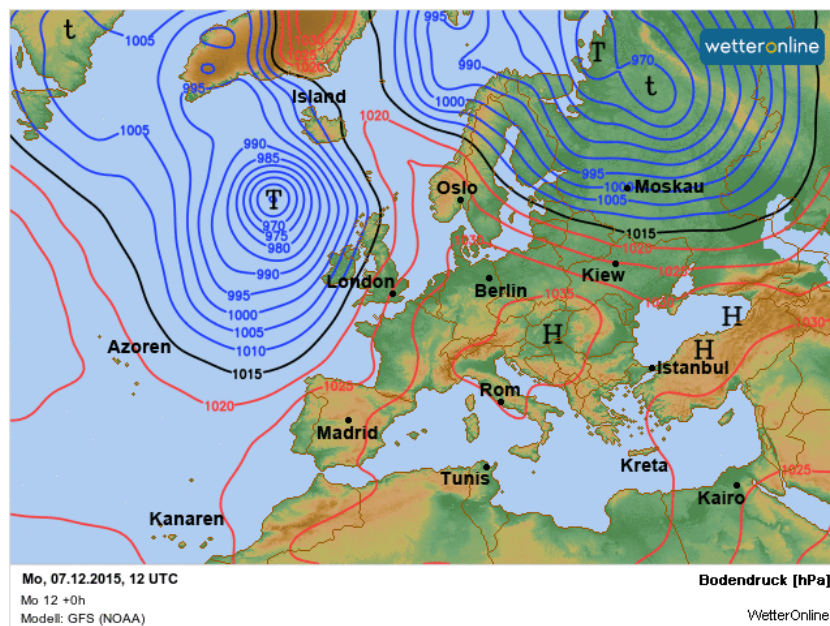 995
1020
T
970
t
1005
t
wetteronline
1020
1020
990
995
1000
Island
1020
1005
990
985
995
T
Oslo
1000
Moskau
1005
970
975
980
1035
1015
1020
1025
990
London
Berlin
Kiew
995
1035
1030
1000
H
H
1030
1005
Azoren
1010
H
1015
Istanbul
1025
Rom
1020
Madrid
Kreta
Tunis
1025
Kairo
Kanaren
Mo, 07.12.2015, 12 UTC
Bodendruck [hPa]
Mo 12 +0h
Modell: GFS (NOAA)
WetterOnline